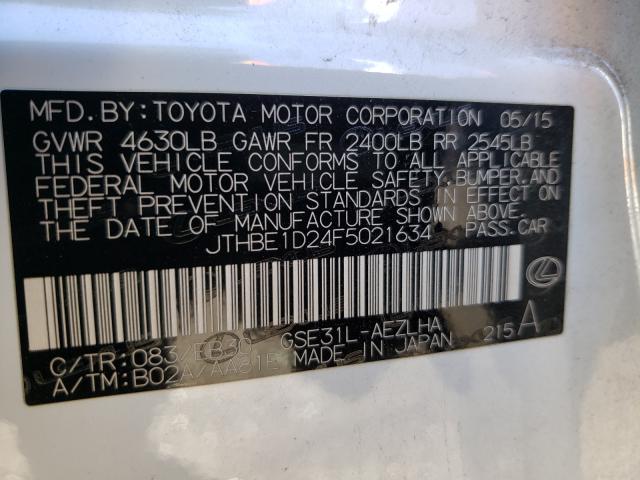 MFD. BY: TOYOTA MOTOR CORPORATION 05/15
GVWR 4630LB GAWR FR 2400LB RR 2545LB
THIS VEHICLE CONFORMS TO ALL APPLICABLE
FEDERAL MOTOR VEHICLE SAFETY, BUMPER, AND
THEFT PREVENTION STANDARDS IN EFFECT ON
THE DATE OF MANUFACTURE SHOWN ABOVE.
JTHBE1D24F5021634 PASS. CAR
C/TR: 083/EB30 GSE31L-AEZLHA 215 A
A/TM: B02A/AA81E MADE IN JAPAN